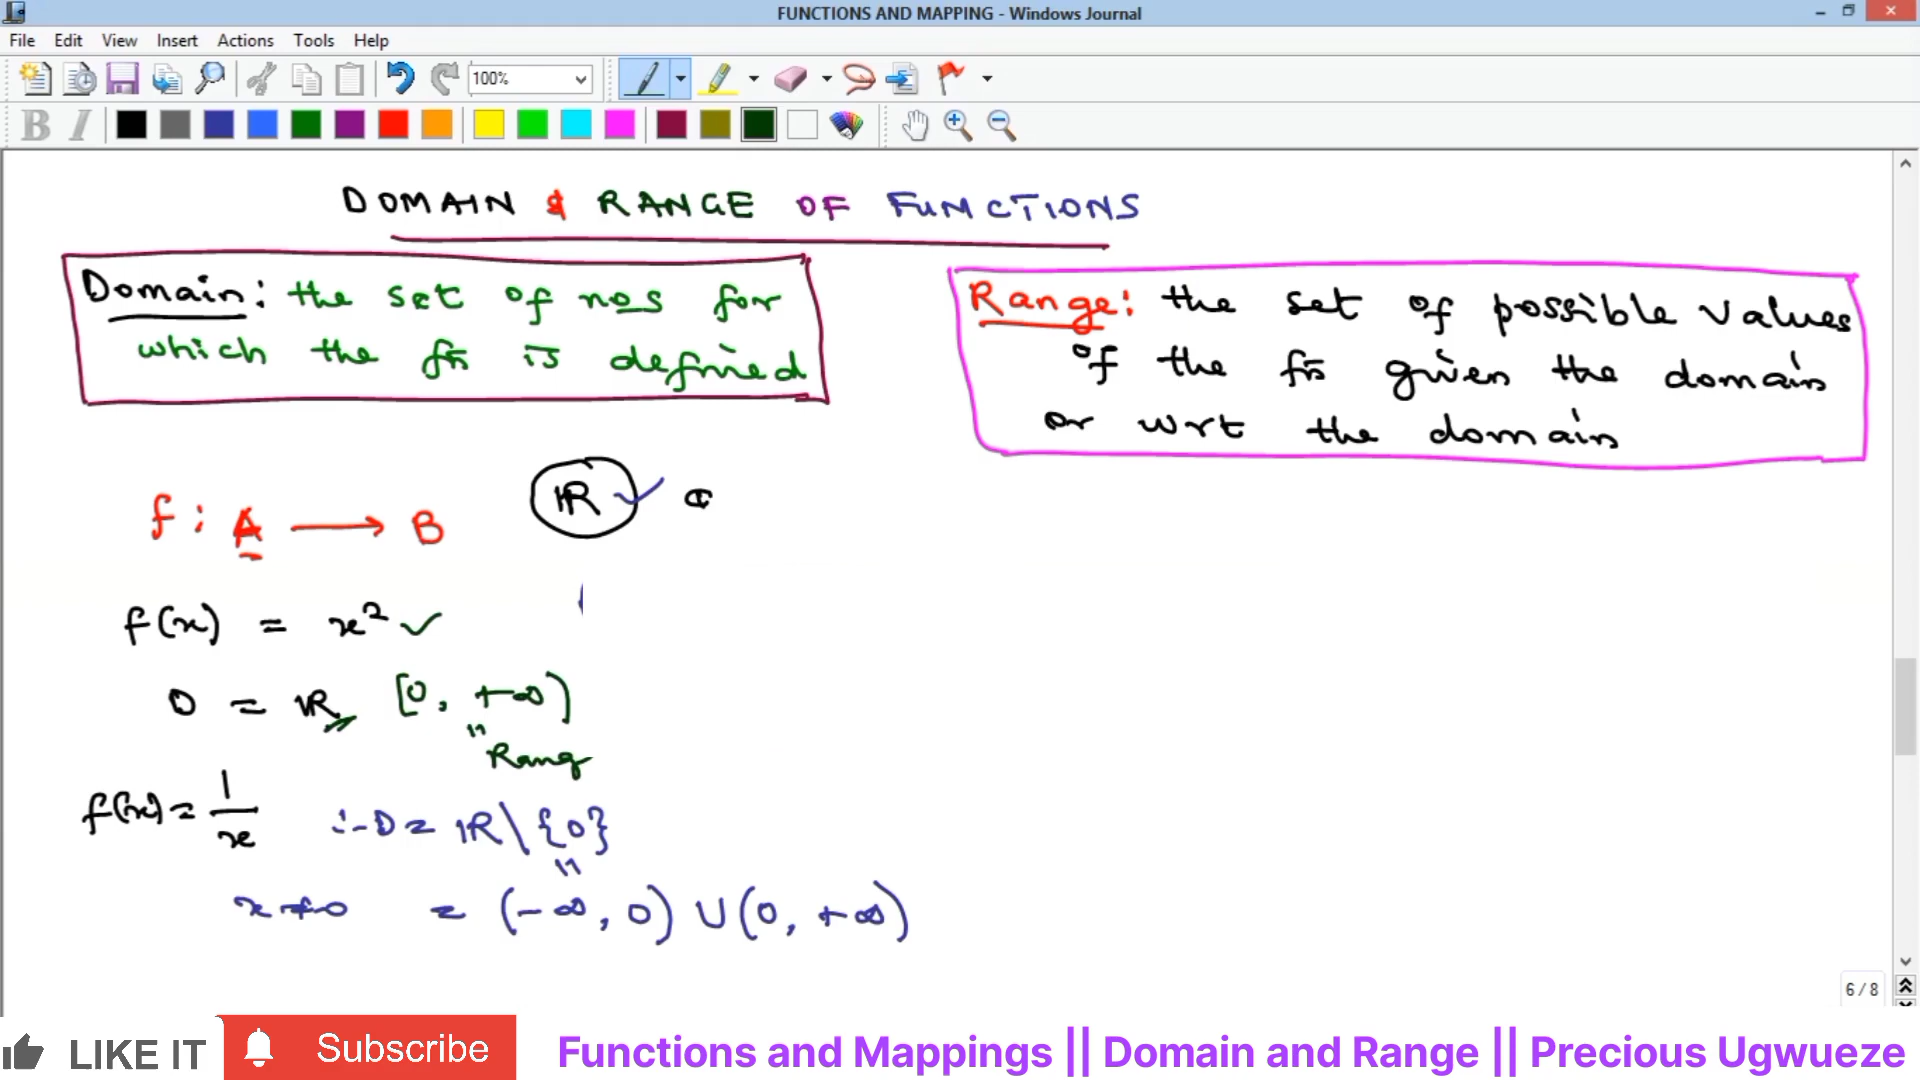 FUNCTIONS AND MAPPING - Windows Journal
File Edit View Insert Actions Tools Help
100%
B I
DOMAIN & RANGE OF FUNCTIONS
Domain: the set of nos for
which the fn is defined
Range: the set of possible values
of the fn given the domain
or wrt the domain
f : A ⟶ B
ℝ ✓ ℂ
f(x) = x² ✓
D = ℝ [0, +∞)
"Rang
f(x) = 1/x ∴ D = ℝ \ {0}
x ≠ 0 = (-∞, 0) ∪ (0, +∞)
6 / 8
LIKE IT Subscribe Functions and Mappings || Domain and Range || Precious Ugwueze